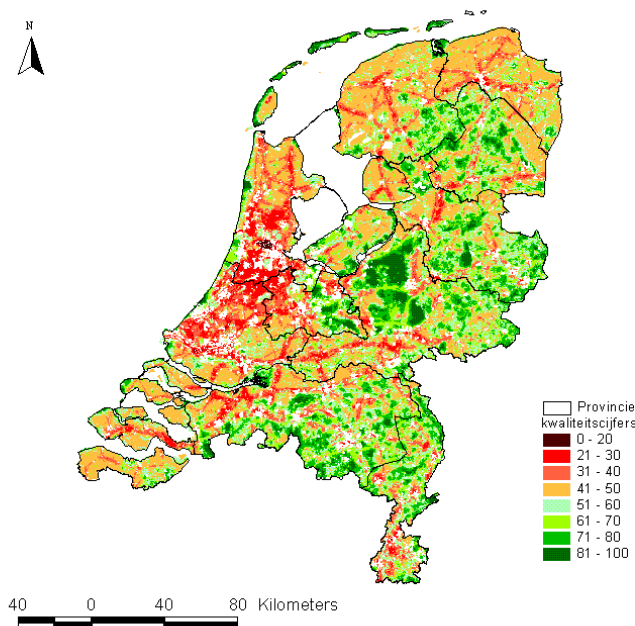 N
Provincie
kwaliteitscijfers
0 - 20
21 - 30
31 - 40
41 - 50
51 - 60
61 - 70
71 - 80
81 - 100
40 0 40 80 Kilometers